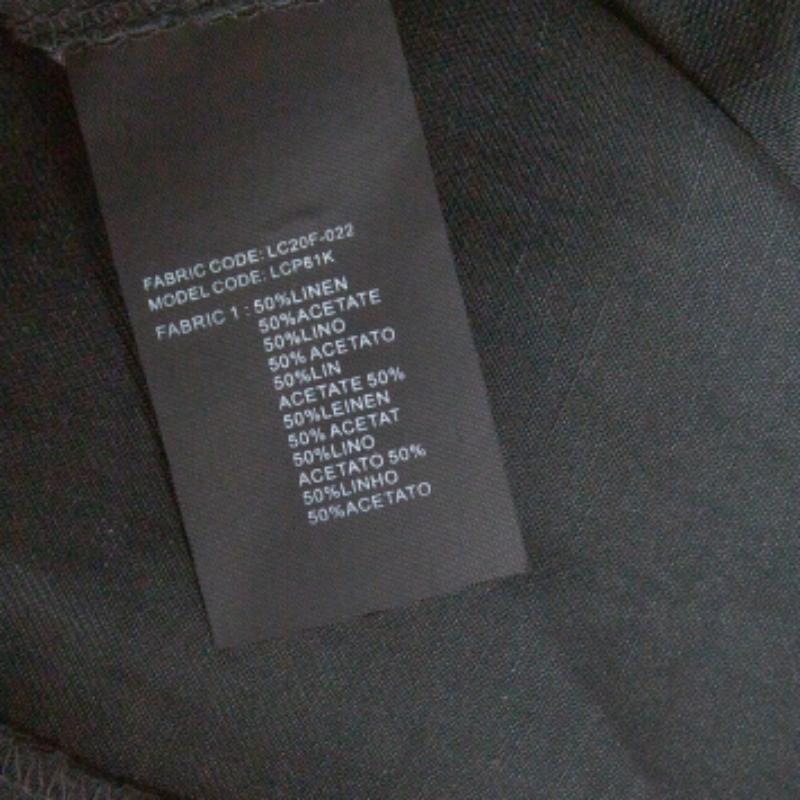 FABRIC CODE: LC20F-022
MODEL CODE: LCP61K
FABRIC 1 : 50%LINEN
50%ACETATE
50%LINO
50% ACETATO
50%LIN
ACETATE 50%
50%LEINEN
50% ACETAT
50%LINO
ACETATO 50%
50%LINHO
50%ACETATO